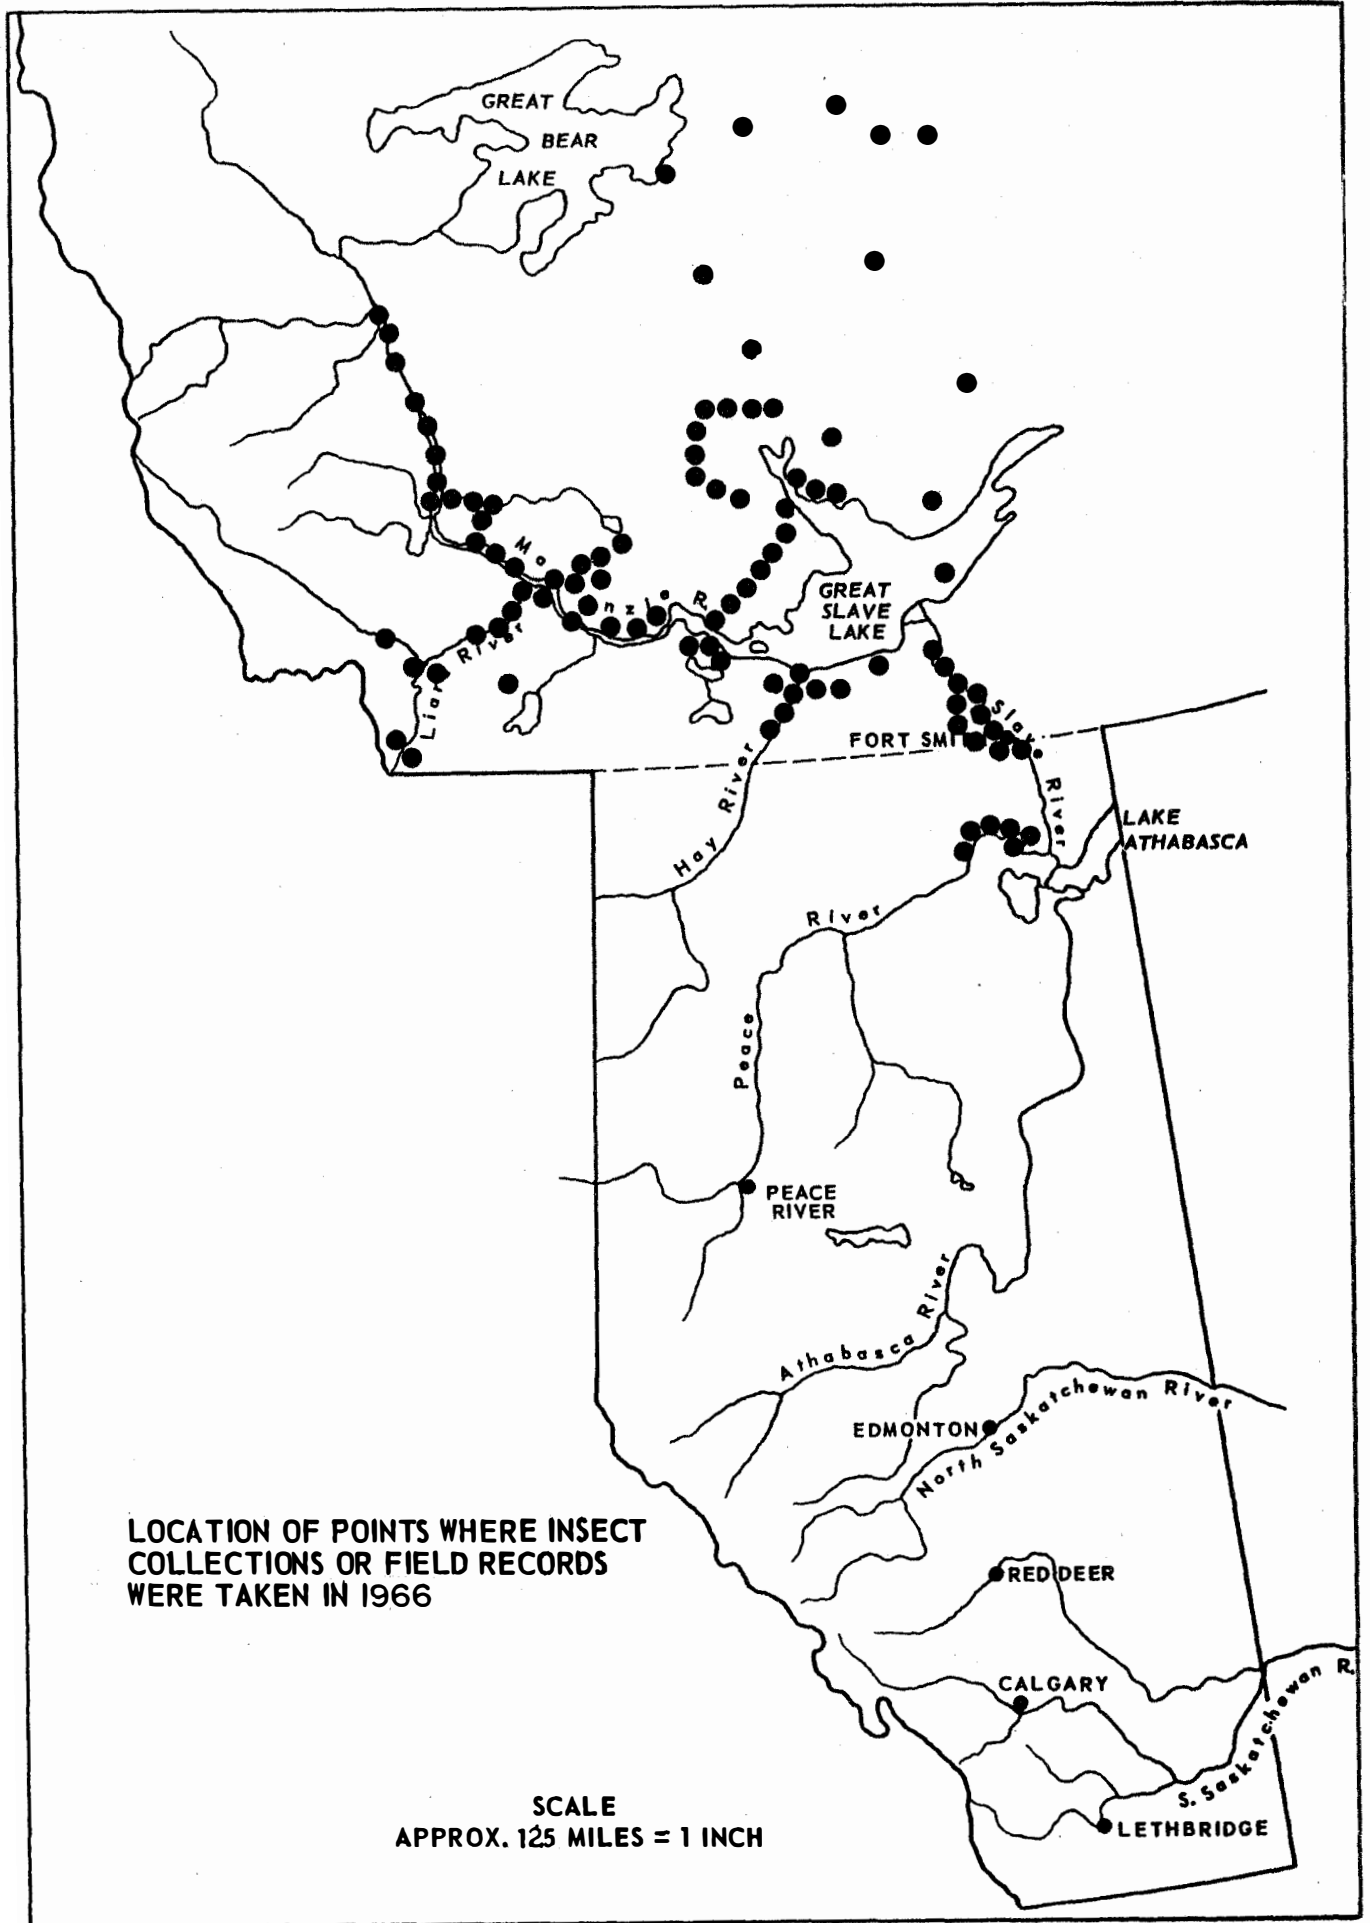 GREAT
BEAR
LAKE
GREAT
SLAVE
LAKE
Liard River
FORT SMITH
Slave River
Hay River
LAKE
ATHABASCA
Peace River
PEACE
RIVER
Athabasca River
EDMONTON
North Saskatchewan River
LOCATION OF POINTS WHERE INSECT
COLLECTIONS OR FIELD RECORDS
WERE TAKEN IN 1966
RED DEER
CALGARY
S. Saskatchewan R.
SCALE
APPROX. 125 MILES = 1 INCH
LETHBRIDGE